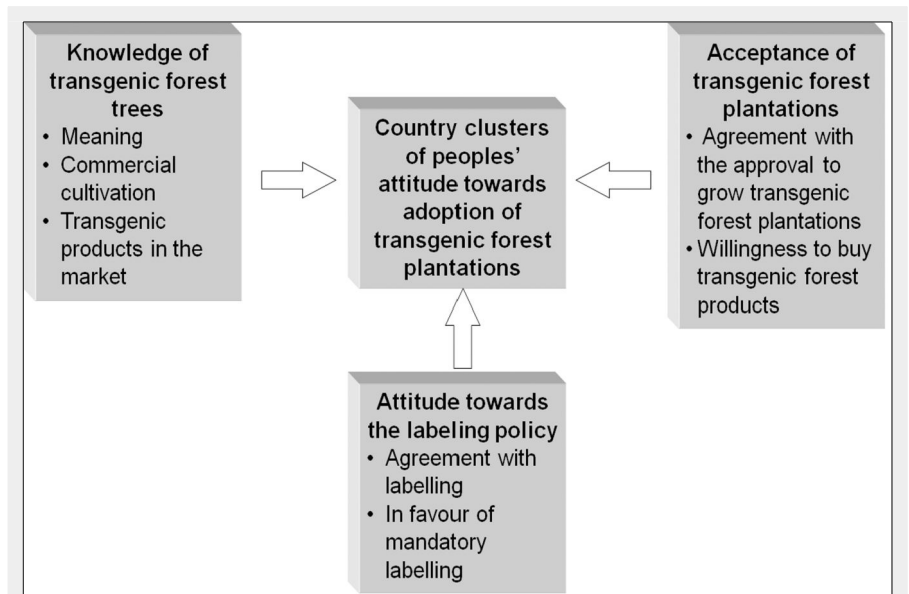 Knowledge of
transgenic forest
trees
• Meaning
• Commercial
cultivation
• Transgenic
products in the
market
Country clusters
of peoples’
attitude towards
adoption of
transgenic forest
plantations
Acceptance of
transgenic forest
plantations
• Agreement with
the approval to
grow transgenic
forest plantations
• Willingness to buy
transgenic forest
products
Attitude towards
the labeling policy
• Agreement with
labelling
• In favour of
mandatory
labelling